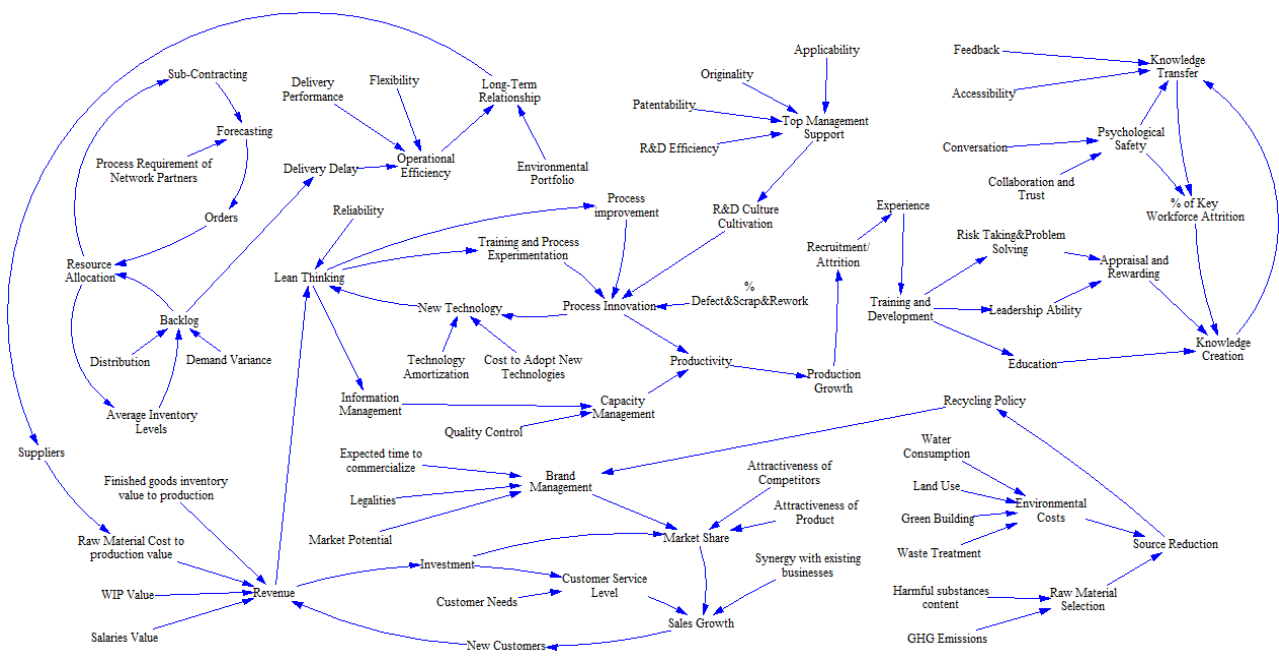 Applicability
Feedback
Knowledge
Transfer
Sub-Contracting
Delivery
Performance
Flexibility
Long-Term
Relationship
Originality
Accessibility
Patentability
Top Management
Support
Forecasting
Process Requirement of
Network Partners
Delivery Delay
Operational
Efficiency
Environmental
Portfolio
R&D Efficiency
Conversation
Psychological
Safety
Collaboration and
Trust
Orders
Reliability
Process
improvement
R&D Culture
Cultivation
Experience
% of Key
Workforce Attrition
Resource
Allocation
Lean Thinking
Training and Process
Experimentation
Recruitment/
Attrition
Risk Taking&Problem
Solving
Appraisal and
Rewarding
Backlog
New Technology
Process Innovation
%
Defect&Scrap&Rework
Training and
Development
Leadership Ability
Distribution
Demand Variance
Technology
Amortization
Cost to Adopt New
Technologies
Productivity
Production
Growth
Education
Knowledge
Creation
Average Inventory
Levels
Information
Management
Capacity
Management
Quality Control
Recycling Policy
Suppliers
Finished goods inventory
value to production
Expected time to
commercialize
Brand
Management
Attractiveness of
Competitors
Water
Consumption
Legalities
Land Use
Environmental
Costs
Attractiveness of
Product
Green Building
Market Potential
Market Share
Raw Material Cost to
production value
Waste Treatment
Source Reduction
Investment
Synergy with existing
businesses
Customer Service
Level
WIP Value
Revenue
Customer Needs
Harmful substances
content
Raw Material
Selection
Salaries Value
Sales Growth
New Customers
GHG Emissions